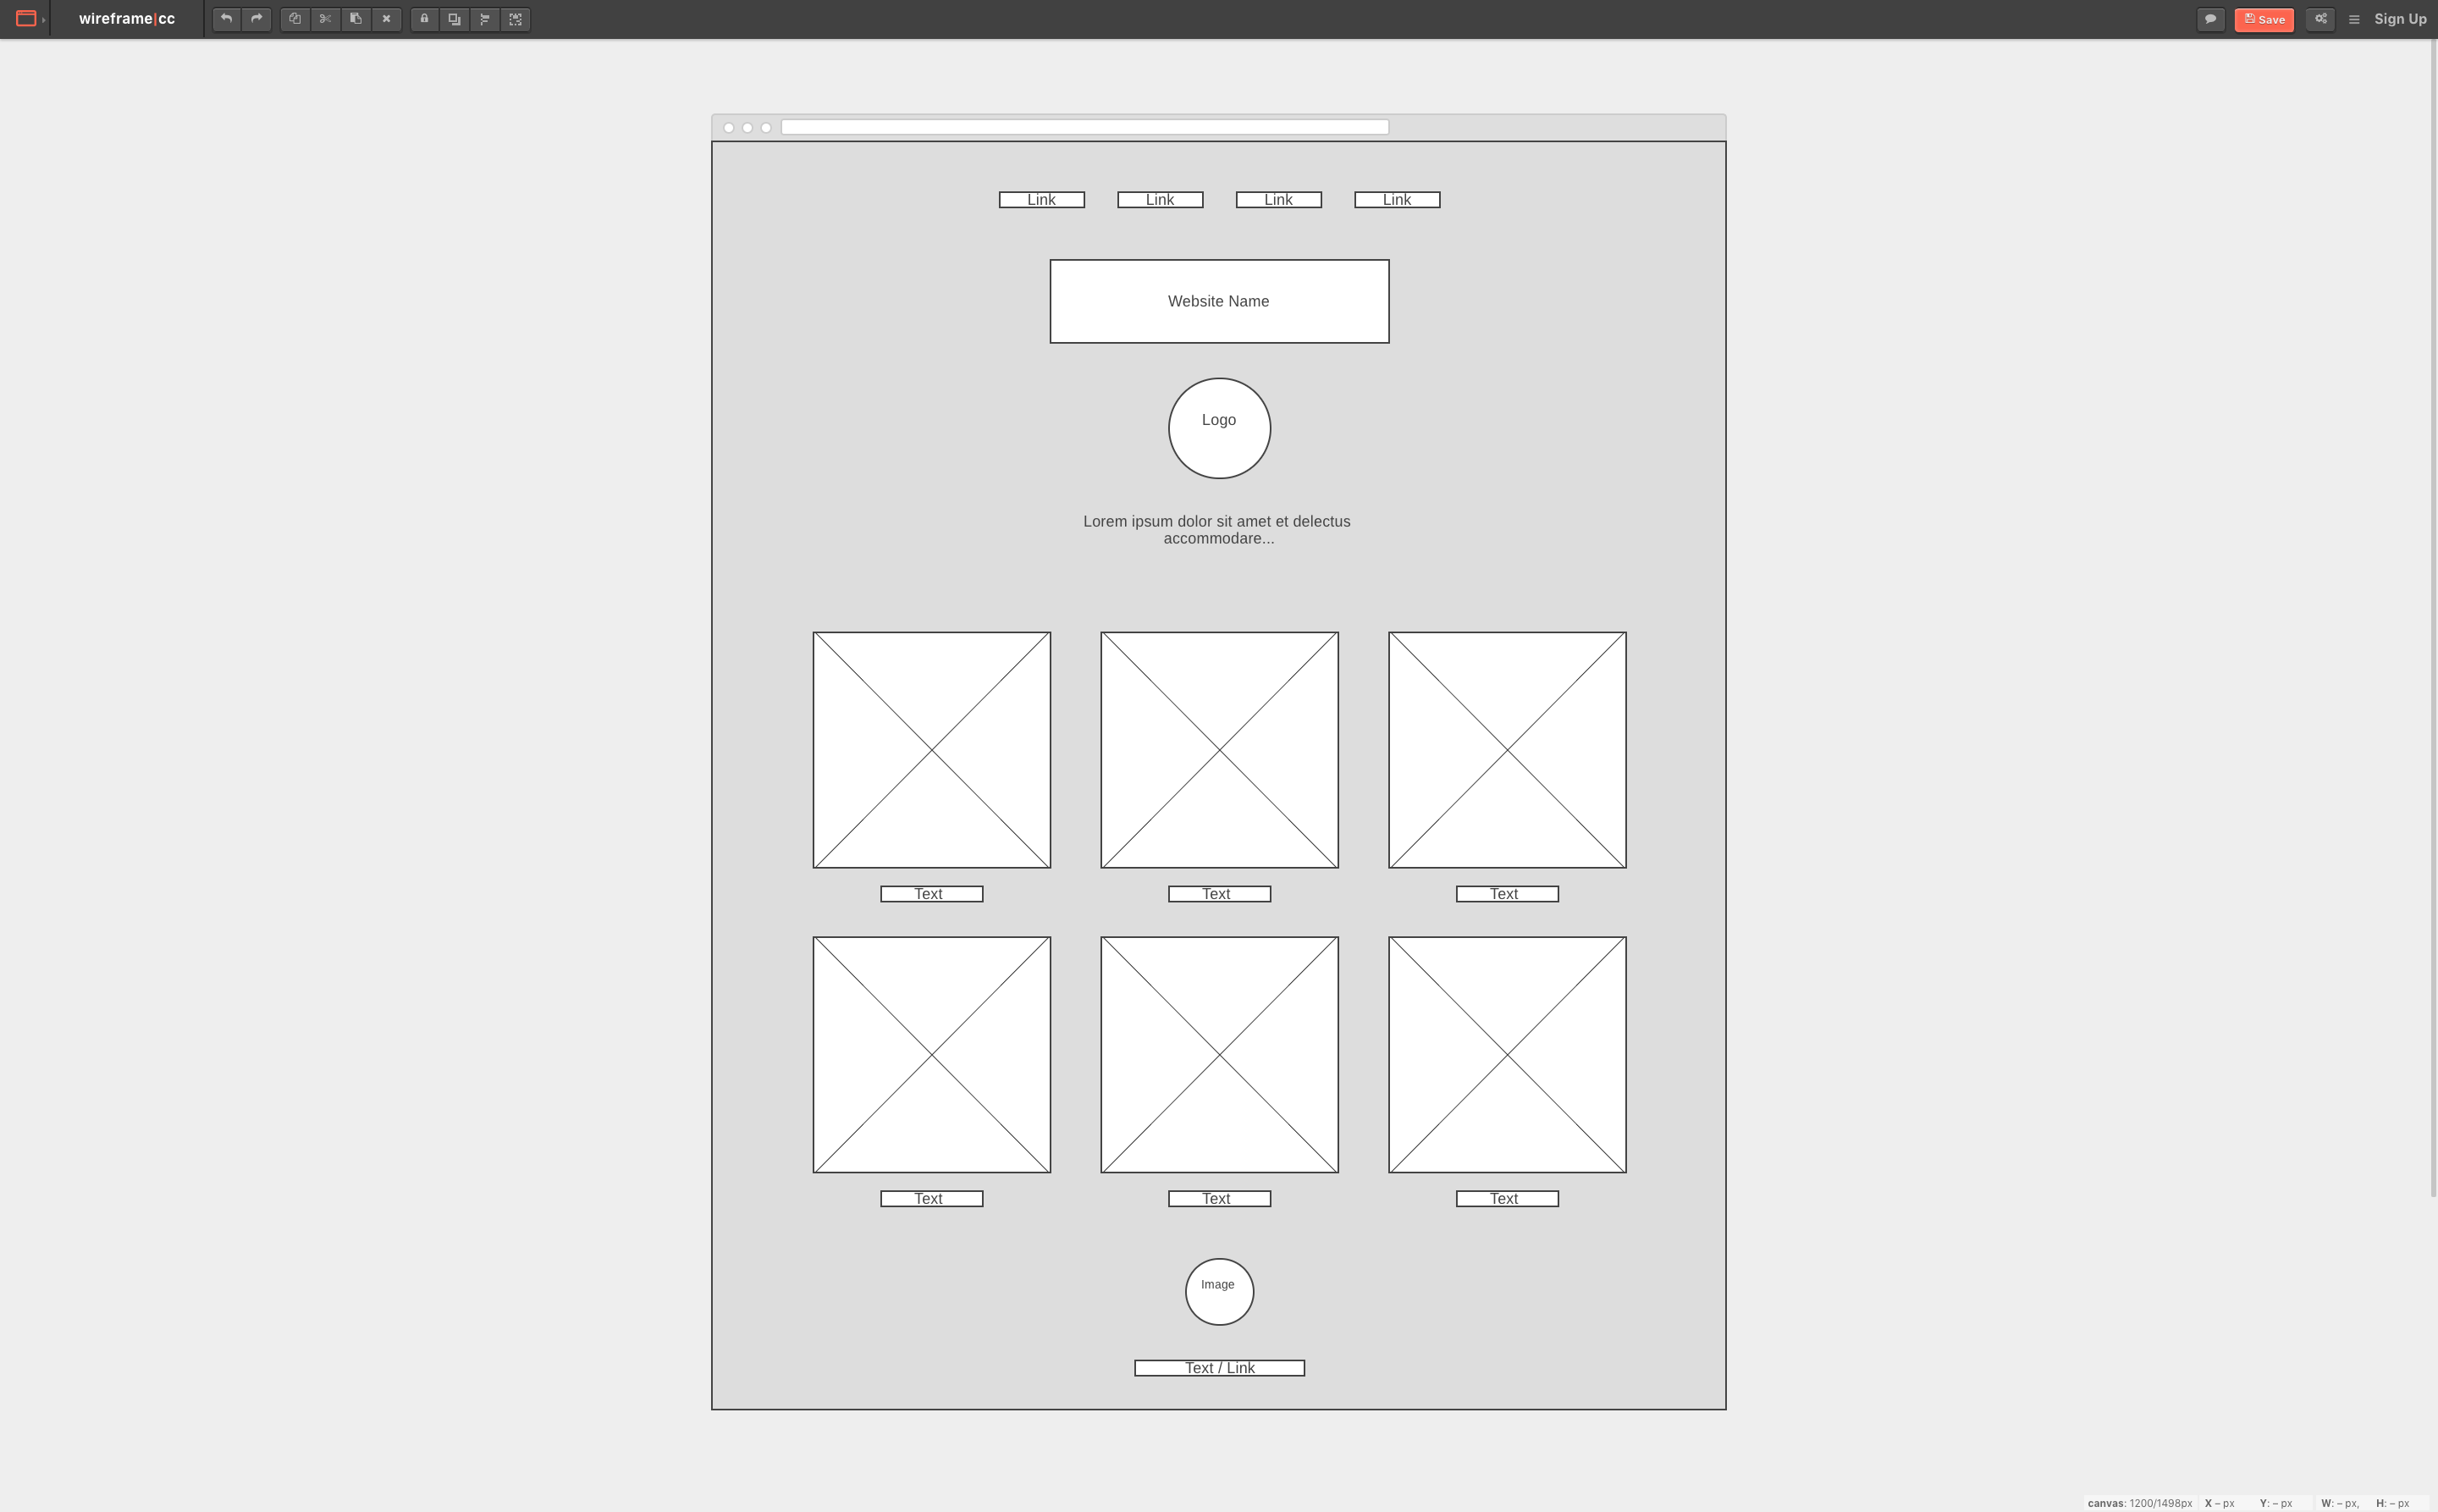 wireframe|cc
Save
Sign Up
Link Link Link Link
Website Name
Logo
Lorem ipsum dolor sit amet et delectus
accommodare...
Text Text Text
Text Text Text
Image
Text / Link
canvas: 1200/1498px X – px Y: – px W: – px, H: – px